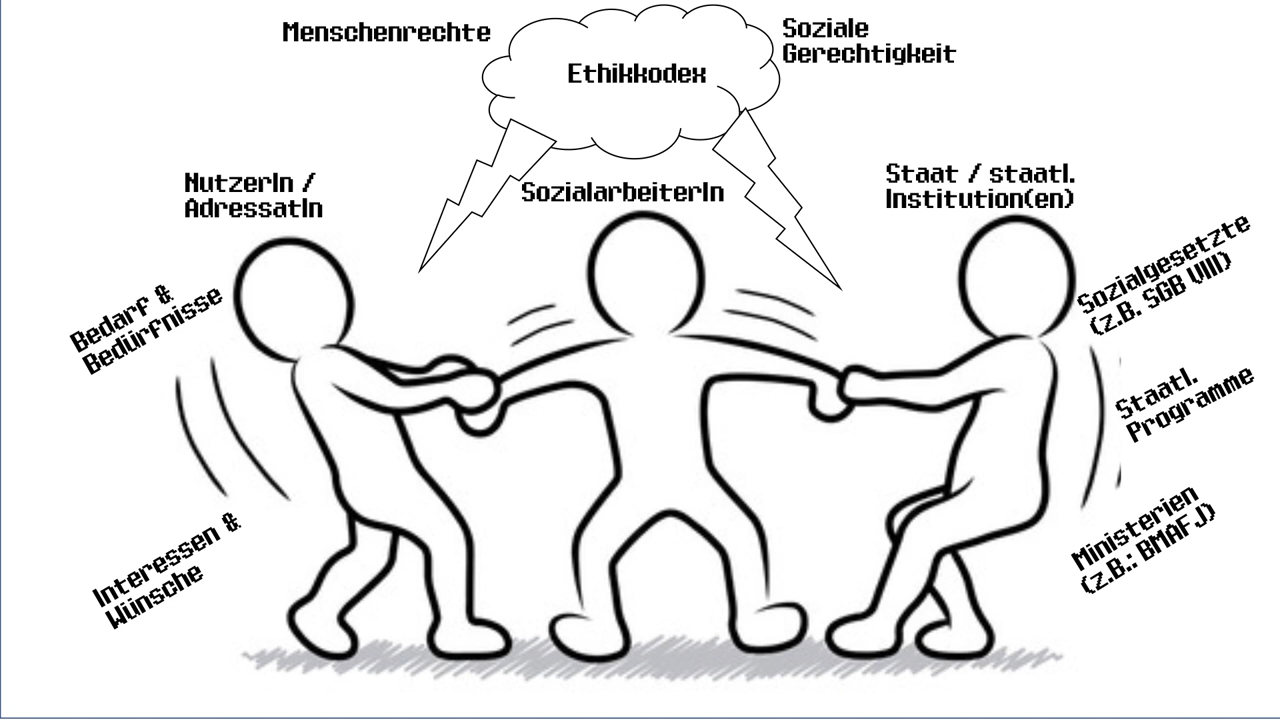 Menschenrechte
Soziale
Gerechtigkeit
Ethikkodex
NutzerIn /
AdressatIn
SozialarbeiterIn
Staat / staatl.
Institution(en)
Bedarf &
Bedürfnisse
Sozialgesetzte
(z.B. SGB VIII)
Staatl.
Programme
Interessen &
Wünsche
Ministerien
(z.B.: BMAFJ)